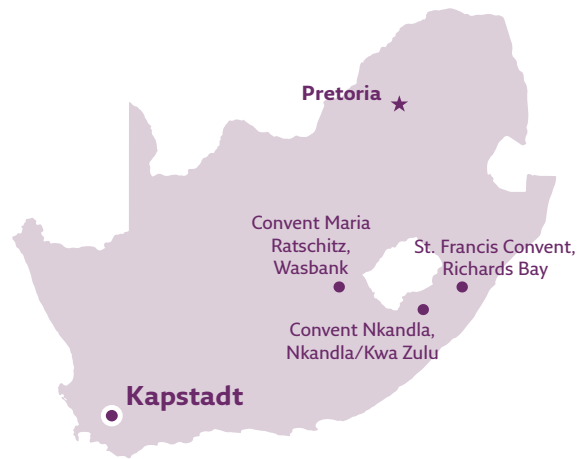 Pretoria
Convent Maria
Ratschitz,
Wasbank
St. Francis Convent,
Richards Bay
Convent Nkandla,
Nkandla/Kwa Zulu
Kapstadt